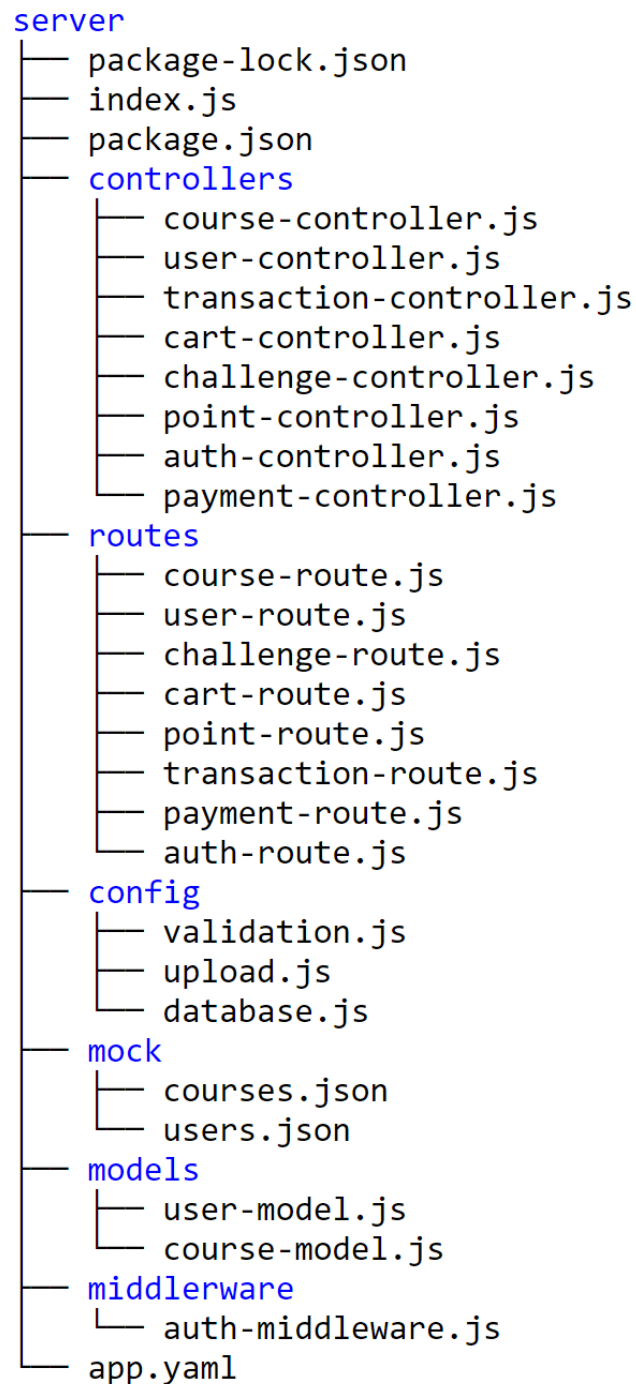 server
├── package-lock.json
├── index.js
├── package.json
├── controllers
│   ├── course-controller.js
│   ├── user-controller.js
│   ├── transaction-controller.js
│   ├── cart-controller.js
│   ├── challenge-controller.js
│   ├── point-controller.js
│   ├── auth-controller.js
│   └── payment-controller.js
├── routes
│   ├── course-route.js
│   ├── user-route.js
│   ├── challenge-route.js
│   ├── cart-route.js
│   ├── point-route.js
│   ├── transaction-route.js
│   ├── payment-route.js
│   └── auth-route.js
├── config
│   ├── validation.js
│   ├── upload.js
│   └── database.js
├── mock
│   ├── courses.json
│   └── users.json
├── models
│   ├── user-model.js
│   └── course-model.js
├── middlerware
│   └── auth-middleware.js
└── app.yaml